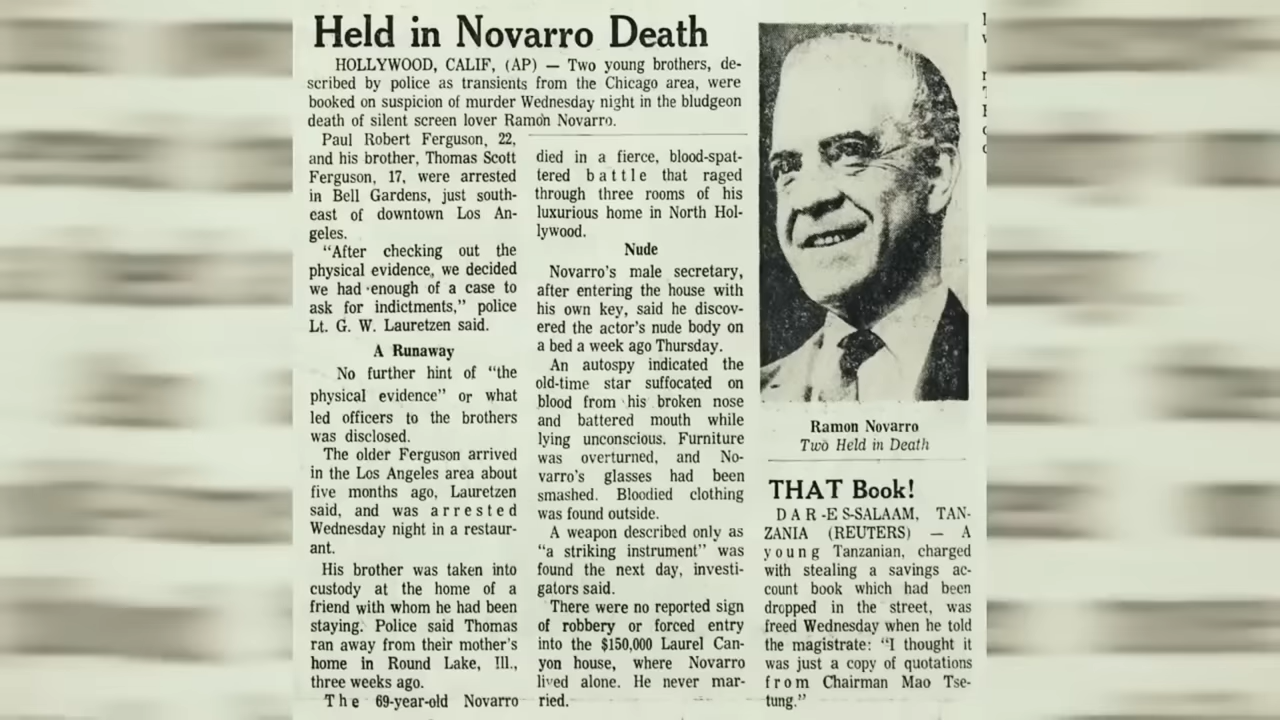 Held in Novarro Death
HOLLYWOOD, CALIF, (AP) — Two young brothers, de-
scribed by police as transients from the Chicago area, were
booked on suspicion of murder Wednesday night in the bludgeon
death of silent screen lover Ramon Novarro.
Paul Robert Ferguson, 22,
and his brother, Thomas Scott
Ferguson, 17, were arrested
in Bell Gardens, just south-
east of downtown Los An-
geles.
"After checking out the
physical evidence, we decided
we had enough of a case to
ask for indictments," police
Lt. G. W. Lauretzen said.
A Runaway
No further hint of "the
physical evidence" or what
led officers to the brothers
was disclosed.
The older Ferguson arrived
in the Los Angeles area about
five months ago, Lauretzen
said, and was arrested
Wednesday night in a restaur-
ant.
His brother was taken into
custody at the home of a
friend with whom he had been
staying. Police said Thomas
ran away from their mother's
home in Round Lake, Ill.,
three weeks ago.
The 69-year-old Novarro
died in a fierce, blood-spat-
tered battle that raged
through three rooms of his
luxurious home in North Hol-
lywood.
Nude
Novarro's male secretary,
after entering the house with
his own key, said he discov-
ered the actor's nude body on
a bed a week ago Thursday.
An autospy indicated the
old-time star suffocated on
blood from his broken nose
and battered mouth while
lying unconscious. Furniture
was overturned, and No-
varro's glasses had been
smashed. Bloodied clothing
was found outside.
A weapon described only as
"a striking instrument" was
found the next day, investi-
gators said.
There were no reported sign
of robbery or forced entry
into the $150,000 Laurel Can-
yon house, where Novarro
lived alone. He never mar-
ried.
Ramon Novarro
Two Held in Death
THAT Book!
DAR-ES-SALAAM, TAN-
ZANIA (REUTERS) — A
young Tanzanian, charged
with stealing a savings ac-
count book which had been
dropped in the street, was
freed Wednesday when he told
the magistrate: "I thought it
was just a copy of quotations
from Chairman Mao Tse-
tung."